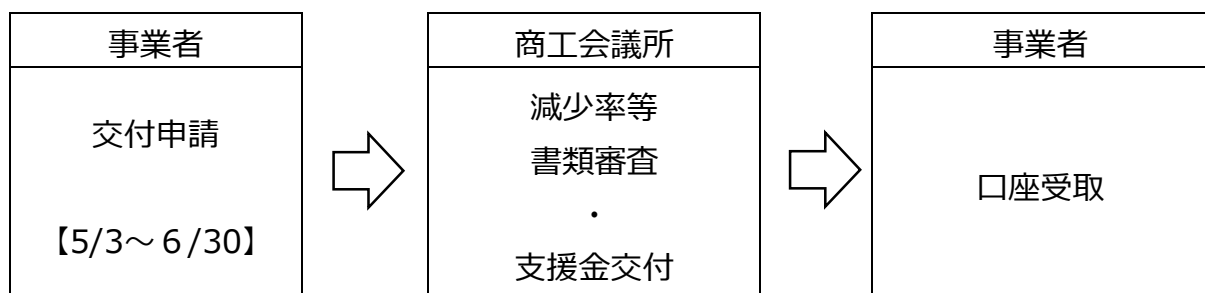 事業者
交付申請
【5/3～６/30】
商工会議所
減少率等
書類審査
・
支援金交付
事業者
口座受取